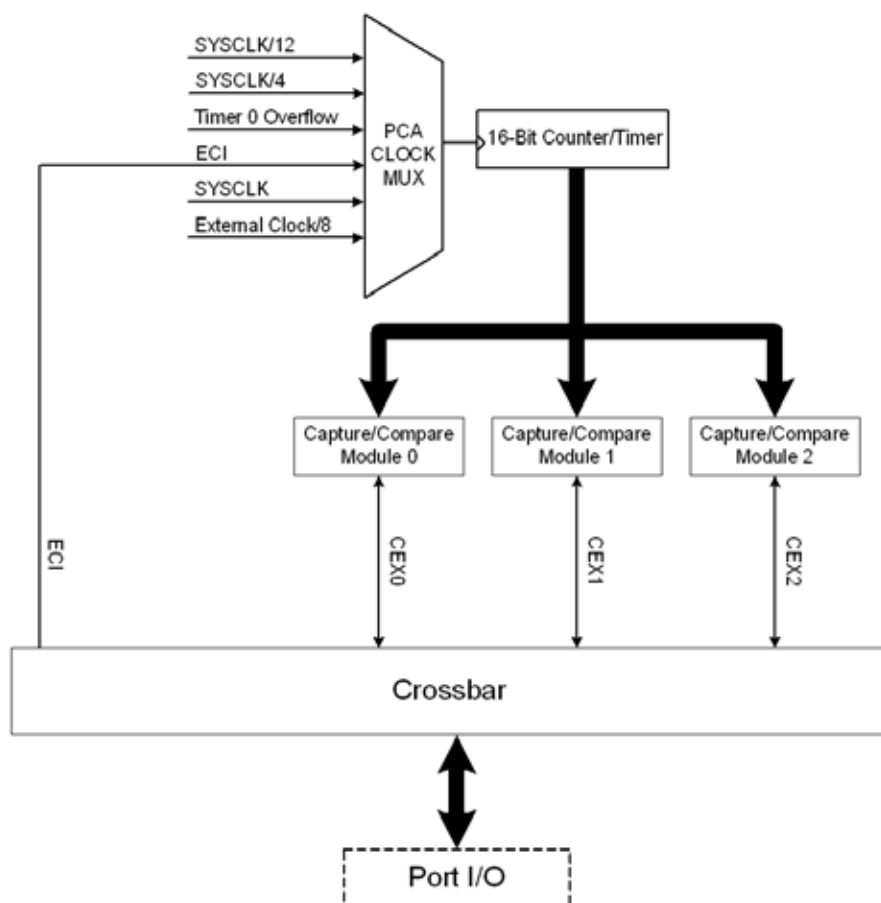 SYSCLK/12
SYSCLK/4
Timer 0 Overflow
ECI
SYSCLK
External Clock/8
PCA
CLOCK
MUX
16-Bit Counter/Timer
Capture/Compare
Module 0
Capture/Compare
Module 1
Capture/Compare
Module 2
ECI
CEX0
CEX1
CEX2
Crossbar
Port I/O